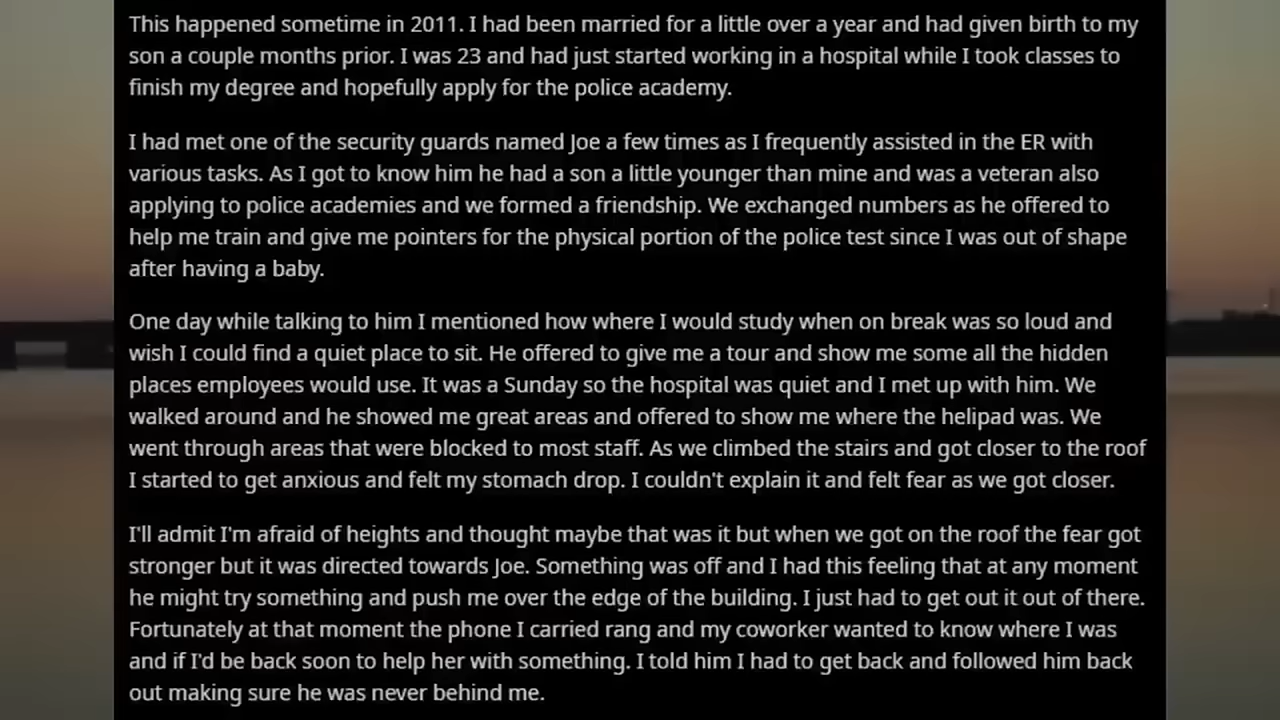 This happened sometime in 2011. I had been married for a little over a year and had given birth to my
son a couple months prior. I was 23 and had just started working in a hospital while I took classes to
finish my degree and hopefully apply for the police academy.
I had met one of the security guards named Joe a few times as I frequently assisted in the ER with
various tasks. As I got to know him he had a son a little younger than mine and was a veteran also
applying to police academies and we formed a friendship. We exchanged numbers as he offered to
help me train and give me pointers for the physical portion of the police test since I was out of shape
after having a baby.
One day while talking to him I mentioned how where I would study when on break was so loud and
wish I could find a quiet place to sit. He offered to give me a tour and show me some all the hidden
places employees would use. It was a Sunday so the hospital was quiet and I met up with him. We
walked around and he showed me great areas and offered to show me where the helipad was. We
went through areas that were blocked to most staff. As we climbed the stairs and got closer to the roof
I started to get anxious and felt my stomach drop. I couldn't explain it and felt fear as we got closer.
I'll admit I'm afraid of heights and thought maybe that was it but when we got on the roof the fear got
stronger but it was directed towards Joe. Something was off and I had this feeling that at any moment
he might try something and push me over the edge of the building. I just had to get out it out of there.
Fortunately at that moment the phone I carried rang and my coworker wanted to know where I was
and if I'd be back soon to help her with something. I told him I had to get back and followed him back
out making sure he was never behind me.